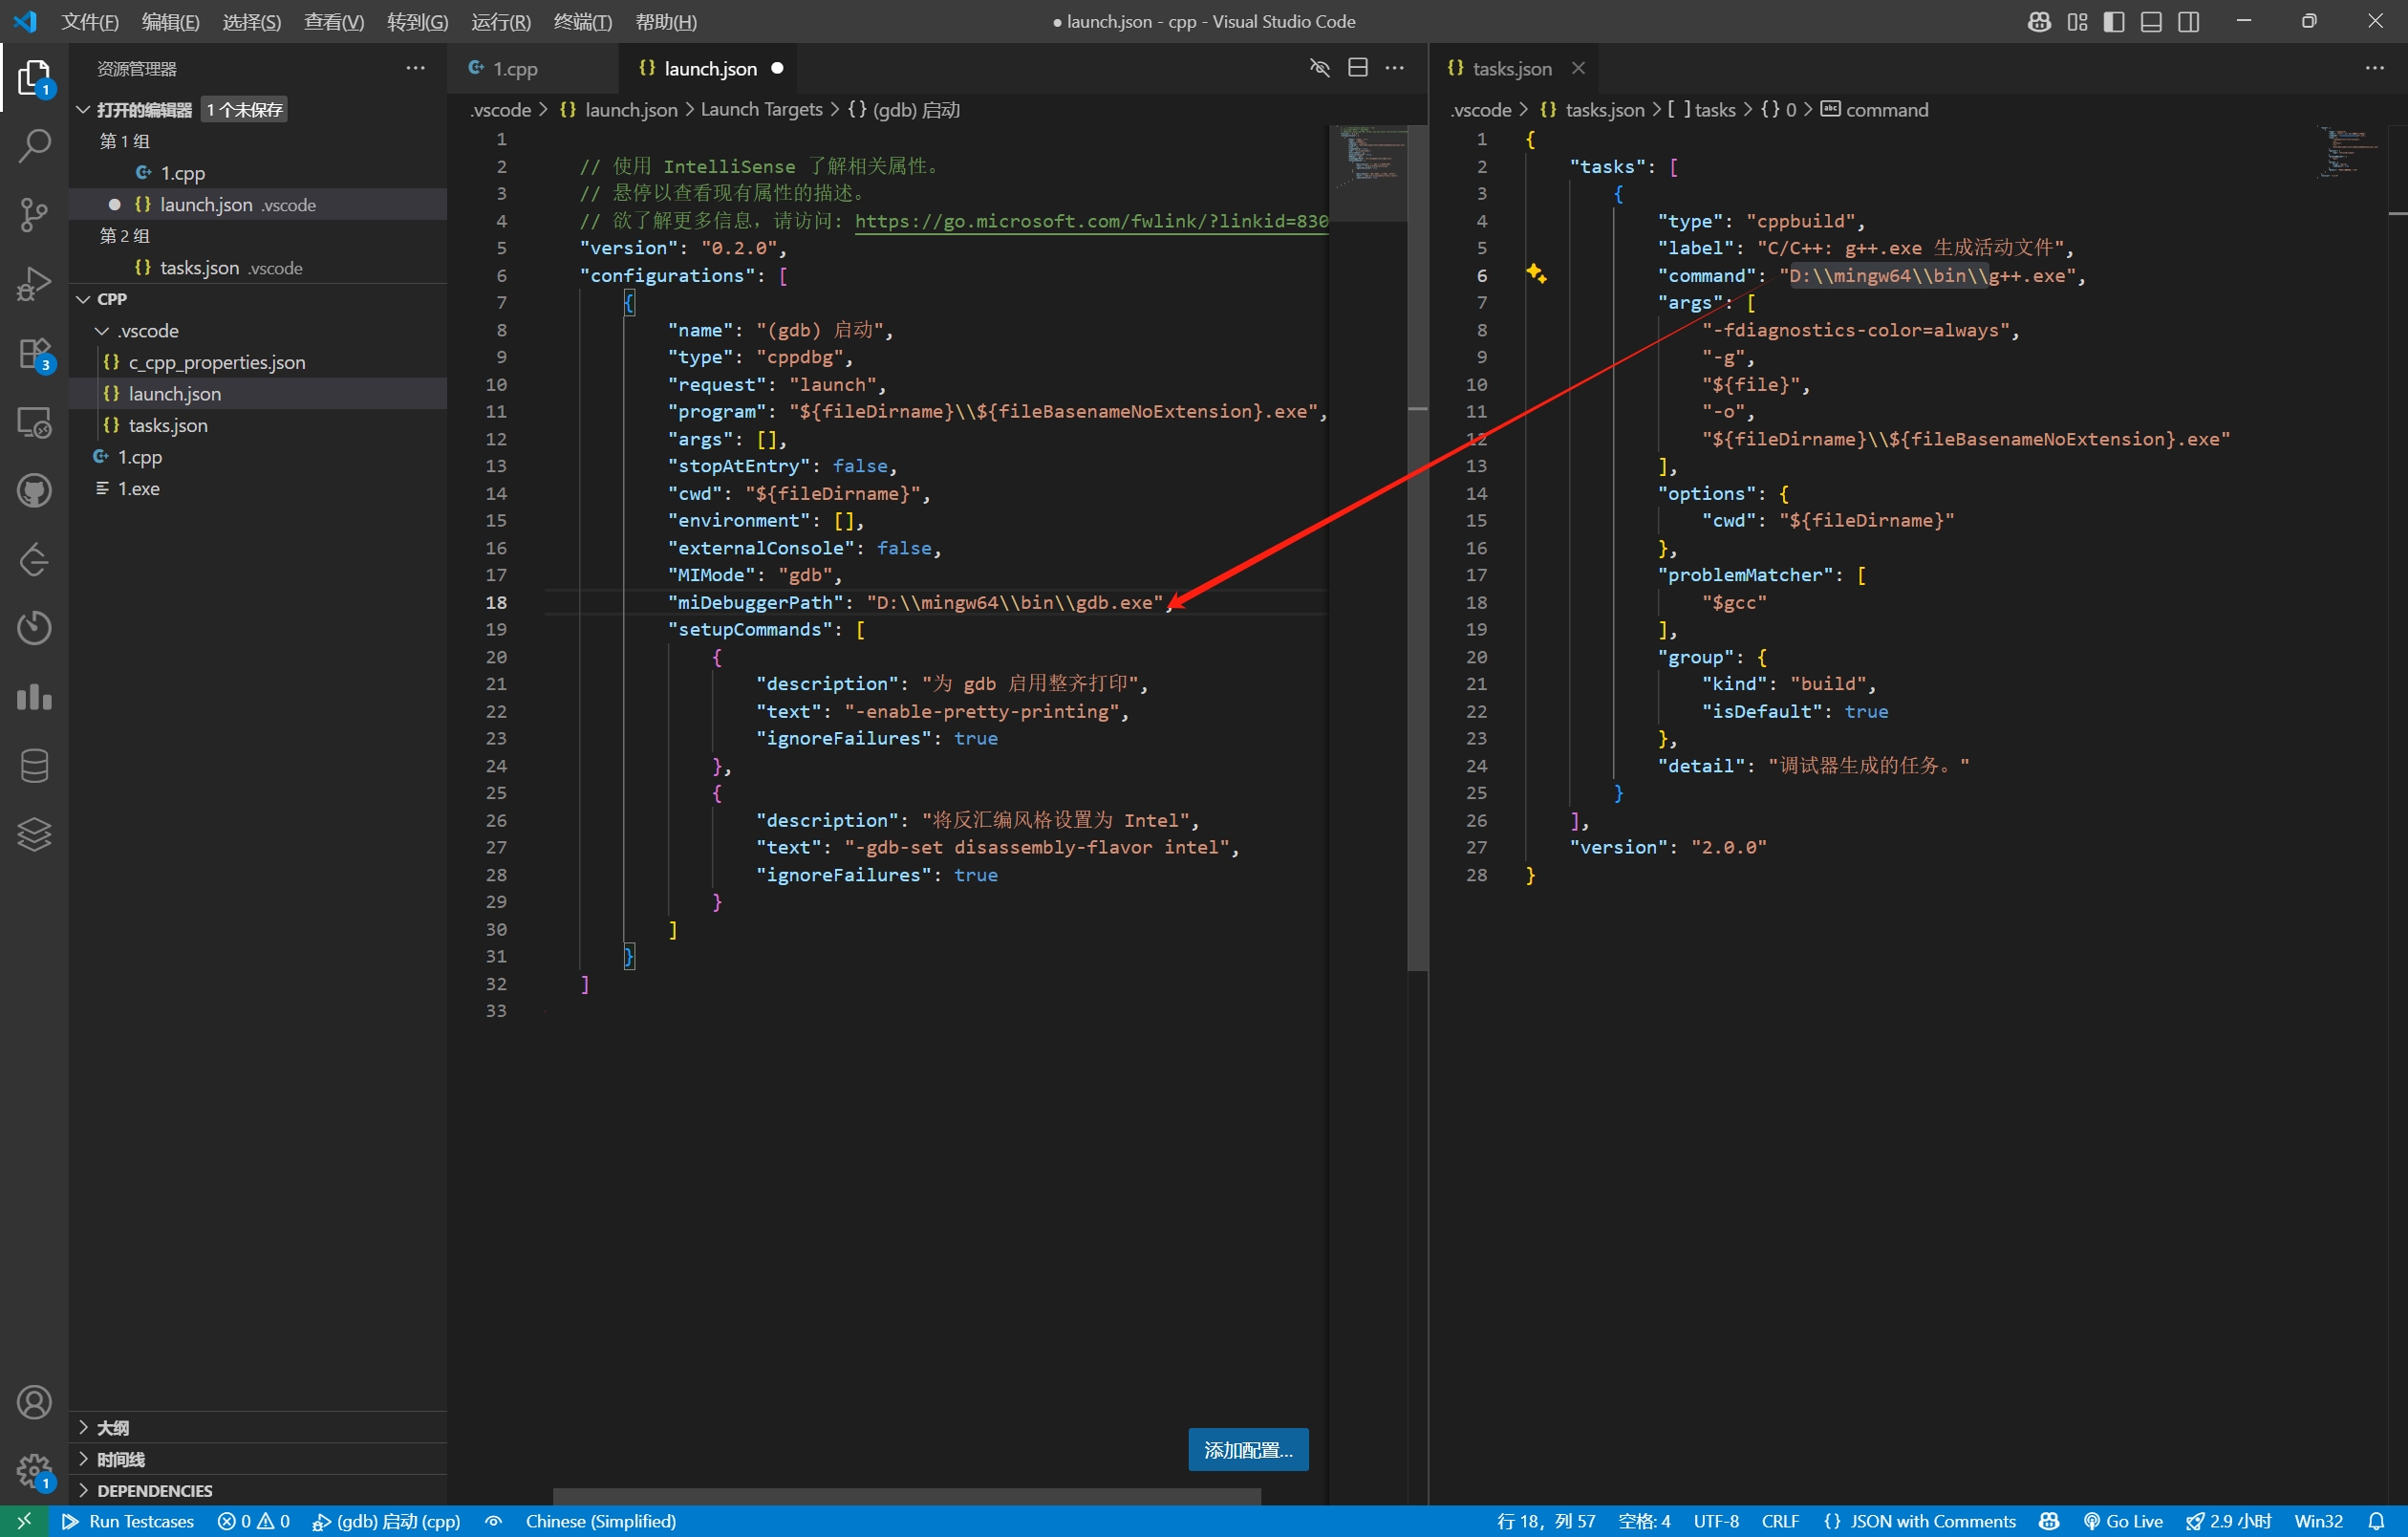 文件(F) 编辑(E) 选择(S) 查看(V) 转到(G) 运行(R) 终端(T) 帮助(H)
● launch.json - cpp - Visual Studio Code
资源管理器
打开的编辑器 1 个未保存
第 1 组
1.cpp
launch.json .vscode
第 2 组
tasks.json .vscode
CPP
.vscode
c_cpp_properties.json
launch.json
tasks.json
1.cpp
1.exe
大纲
时间线
DEPENDENCIES
1
3
1
1.cpp
{} launch.json ●
.vscode > {} launch.json > Launch Targets > {} (gdb) 启动
1
2 // 使用 IntelliSense 了解相关属性。
3 // 悬停以查看现有属性的描述。
4 // 欲了解更多信息，请访问: https://go.microsoft.com/fwlink/?linkid=830
5 "version": "0.2.0",
6 "configurations": [
7 {
8 "name": "(gdb) 启动",
9 "type": "cppdbg",
10 "request": "launch",
11 "program": "${fileDirname}\\${fileBasenameNoExtension}.exe",
12 "args": [],
13 "stopAtEntry": false,
14 "cwd": "${fileDirname}",
15 "environment": [],
16 "externalConsole": false,
17 "MIMode": "gdb",
18 "miDebuggerPath": "D:\\mingw64\\bin\\gdb.exe",
19 "setupCommands": [
20 {
21 "description": "为 gdb 启用整齐打印",
22 "text": "-enable-pretty-printing",
23 "ignoreFailures": true
24 },
25 {
26 "description": "将反汇编风格设置为 Intel",
27 "text": "-gdb-set disassembly-flavor intel",
28 "ignoreFailures": true
29 }
30 ]
31 }
32 ]
33
添加配置...
{} tasks.json
.vscode > {} tasks.json > [ ] tasks > {} 0 > abc command
1 {
2 "tasks": [
3 {
4 "type": "cppbuild",
5 "label": "C/C++: g++.exe 生成活动文件",
6 "command": "D:\\mingw64\\bin\\g++.exe",
7 "args": [
8 "-fdiagnostics-color=always",
9 "-g",
10 "${file}",
11 "-o",
12 "${fileDirname}\\${fileBasenameNoExtension}.exe"
13 ],
14 "options": {
15 "cwd": "${fileDirname}"
16 },
17 "problemMatcher": [
18 "$gcc"
19 ],
20 "group": {
21 "kind": "build",
22 "isDefault": true
23 },
24 "detail": "调试器生成的任务。"
25 }
26 ],
27 "version": "2.0.0"
28 }
Run Testcases 0 0 (gdb) 启动 (cpp) Chinese (Simplified) 行 18，列 57 空格: 4 UTF-8 CRLF {} JSON with Comments Go Live 2.9 小时 Win32